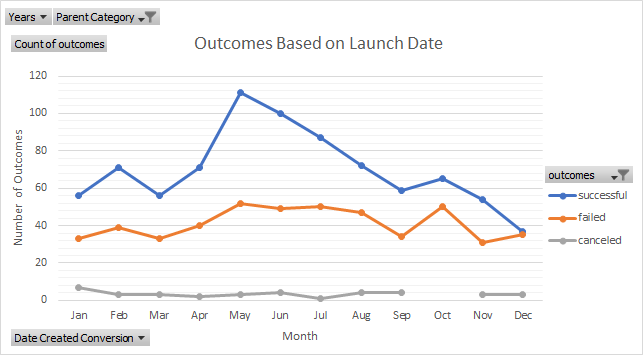 Years Parent Category
Count of outcomes
Outcomes Based on Launch Date
120
100
80
60
40
20
0
Number of Outcomes
Jan Feb Mar Apr May Jun Jul Aug Sep Oct Nov Dec
Month
outcomes
successful
failed
canceled
Date Created Conversion